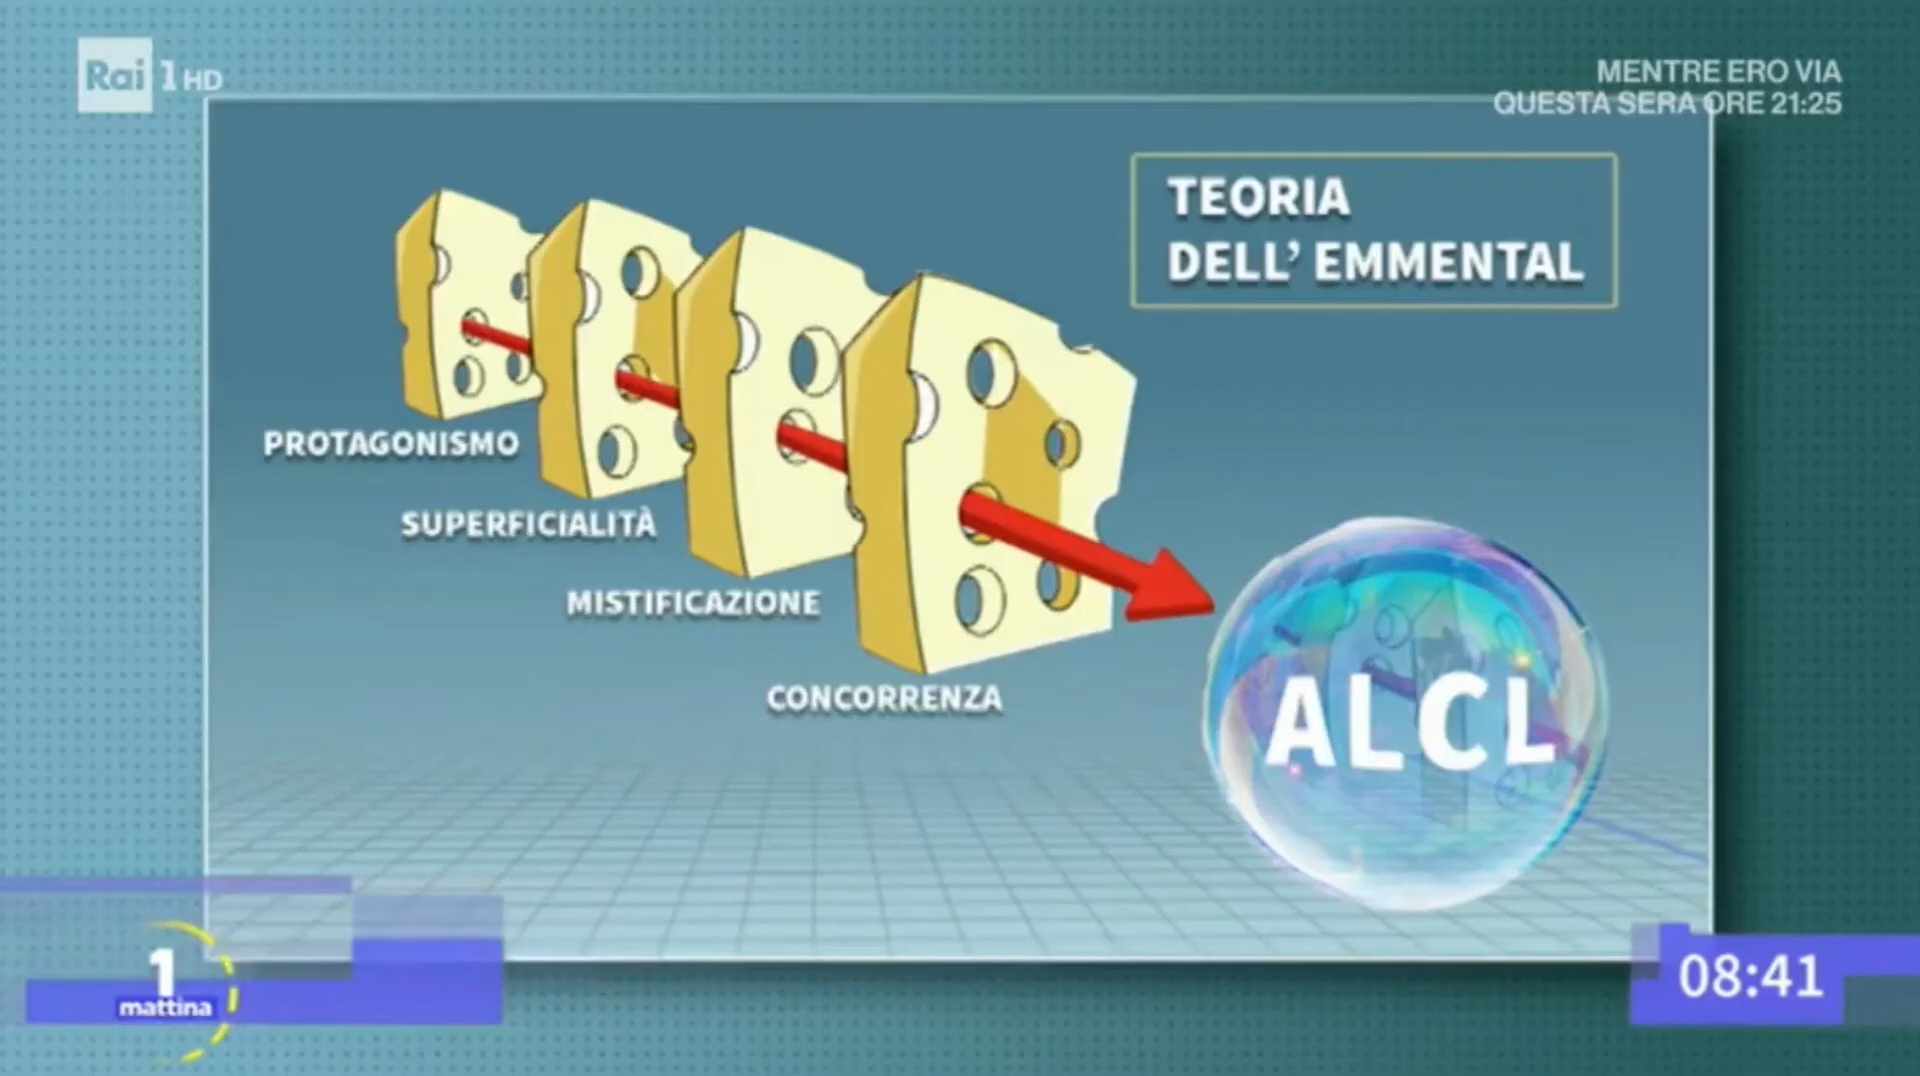 Rai 1 HD
MENTRE ERO VIA
QUESTA SERA ORE 21:25
TEORIA
DELL' EMMENTAL
PROTAGONISMO
SUPERFICIALITÀ
MISTIFICAZIONE
CONCORRENZA
ALCL
1
mattina
08:41